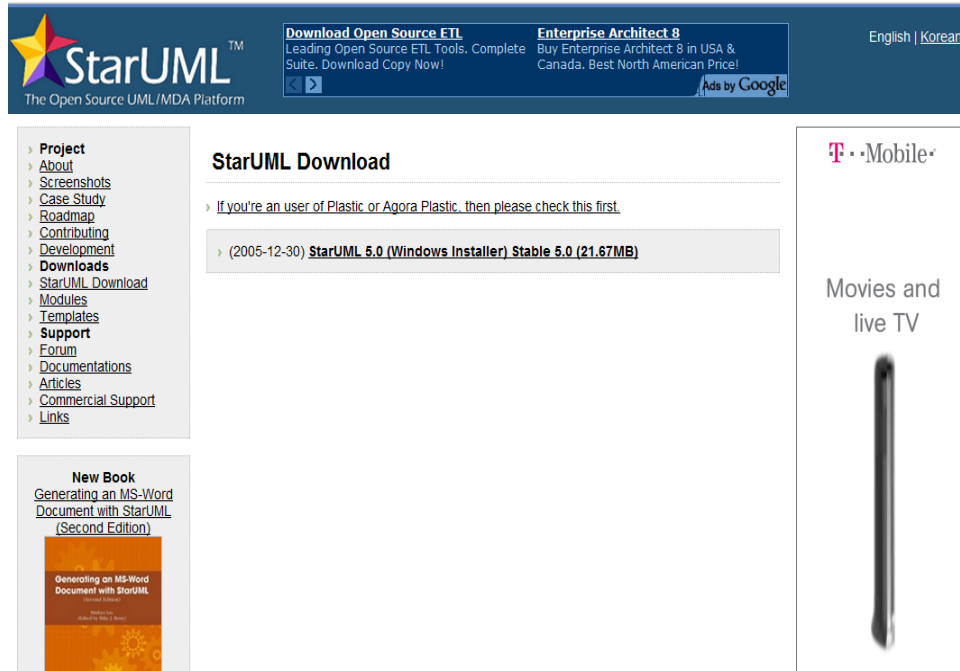 StarUML™
The Open Source UML/MDA Platform
Download Open Source ETL
Leading Open Source ETL Tools. Complete
Suite. Download Copy Now!
Enterprise Architect 8
Buy Enterprise Architect 8 in USA &
Canada. Best North American Price!
Ads by Google
English | Korean
Project
About
Screenshots
Case Study
Roadmap
Contributing
Development
Downloads
StarUML Download
Modules
Templates
Support
Forum
Documentations
Articles
Commercial Support
Links
New Book
Generating an MS-Word
Document with StarUML
(Second Edition)
Generating an MS-Word
Document with StarUML
(Second Edition)
StarUML Download
If you're an user of Plastic or Agora Plastic, then please check this first.
(2005-12-30) StarUML 5.0 (Windows Installer) Stable 5.0 (21.67MB)
T··Mobile·
Movies and
live TV